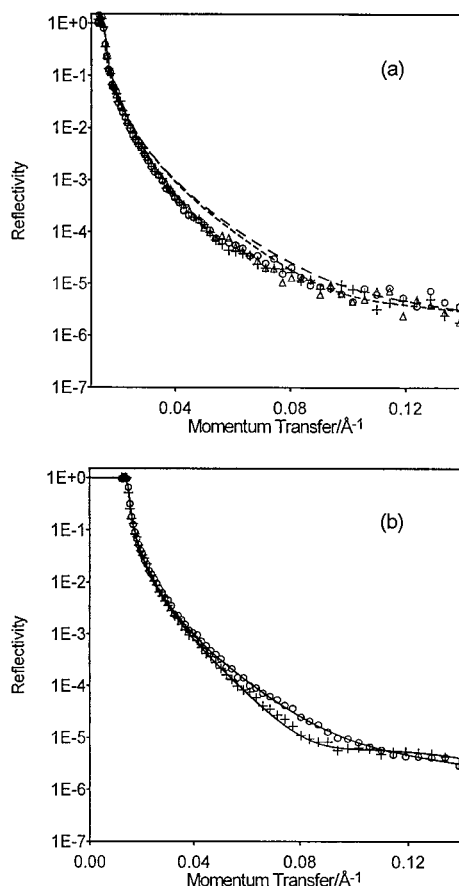 (a)
1E+0
1E-1
1E-2
1E-3
1E-4
1E-5
1E-6
1E-7
Reflectivity
0.04
0.08
0.12
Momentum Transfer/Å-1
(b)
1E+0
1E-1
1E-2
1E-3
1E-4
1E-5
1E-6
1E-7
Reflectivity
0.00
0.04
0.08
0.12
Momentum Transfer/Å-1